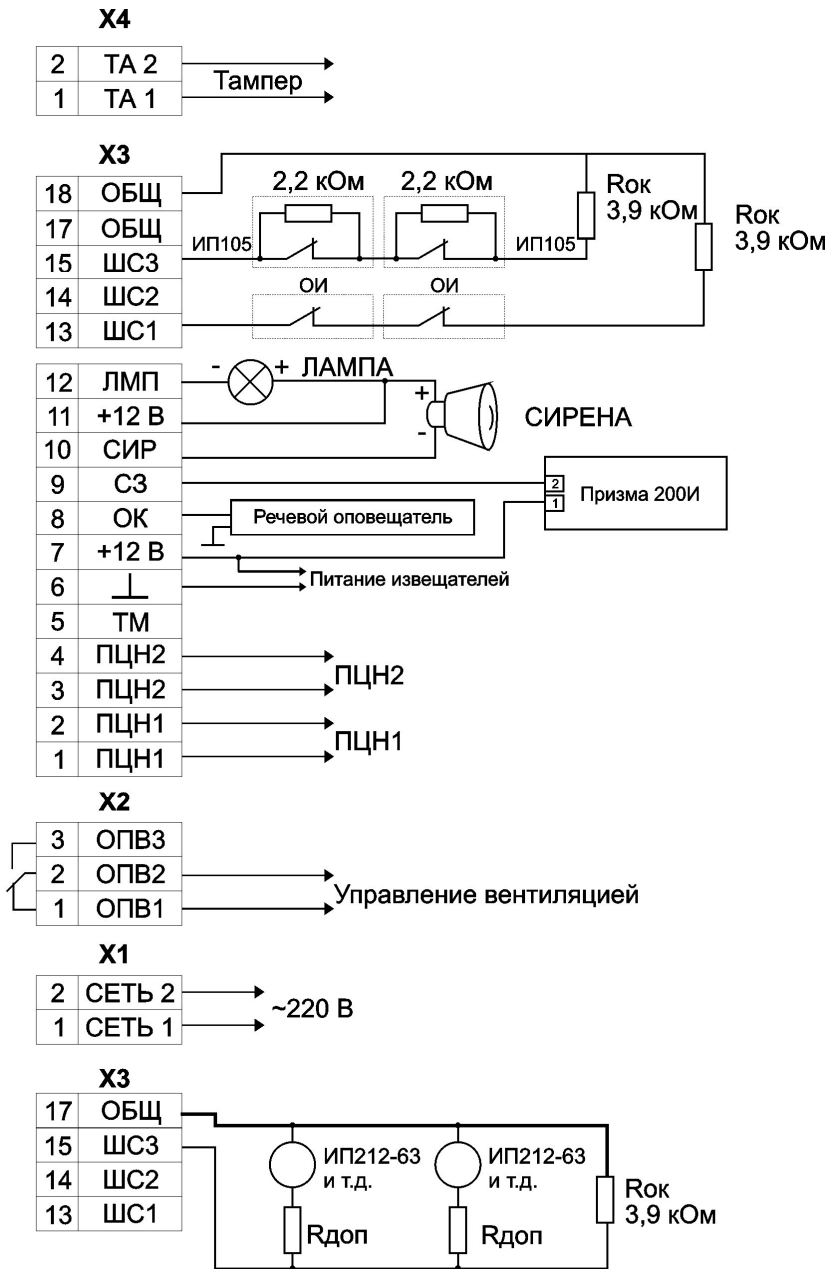 X4
2 ТА 2
Тампер
1 ТА 1
X3
2,2 кОм 2,2 кОм
Rок
3,9 кОм
Rок
3,9 кОм
18 ОБЩ
17 ОБЩ
ИП105 ИП105
15 ШС3
14 ШС2
ОИ ОИ
13 ШС1
12 ЛМП - + ЛАМПА
11 +12 В + СИРЕНА
10 СИР -
9 СЗ 2
1
Призма 200И
8 ОК Речевой оповещатель
7 +12 В
Питание извещателей
6
5 ТМ
4 ПЦН2
ПЦН2
3 ПЦН2
2 ПЦН1
ПЦН1
1 ПЦН1
X2
3 ОПВ3
2 ОПВ2
Управление вентиляцией
1 ОПВ1
X1
2 СЕТЬ 2
~220 В
1 СЕТЬ 1
X3
17 ОБЩ
15 ШС3
ИП212-63
и т.д.
ИП212-63
и т.д.
14 ШС2
Rок
3,9 кОм
13 ШС1
Rдоп Rдоп